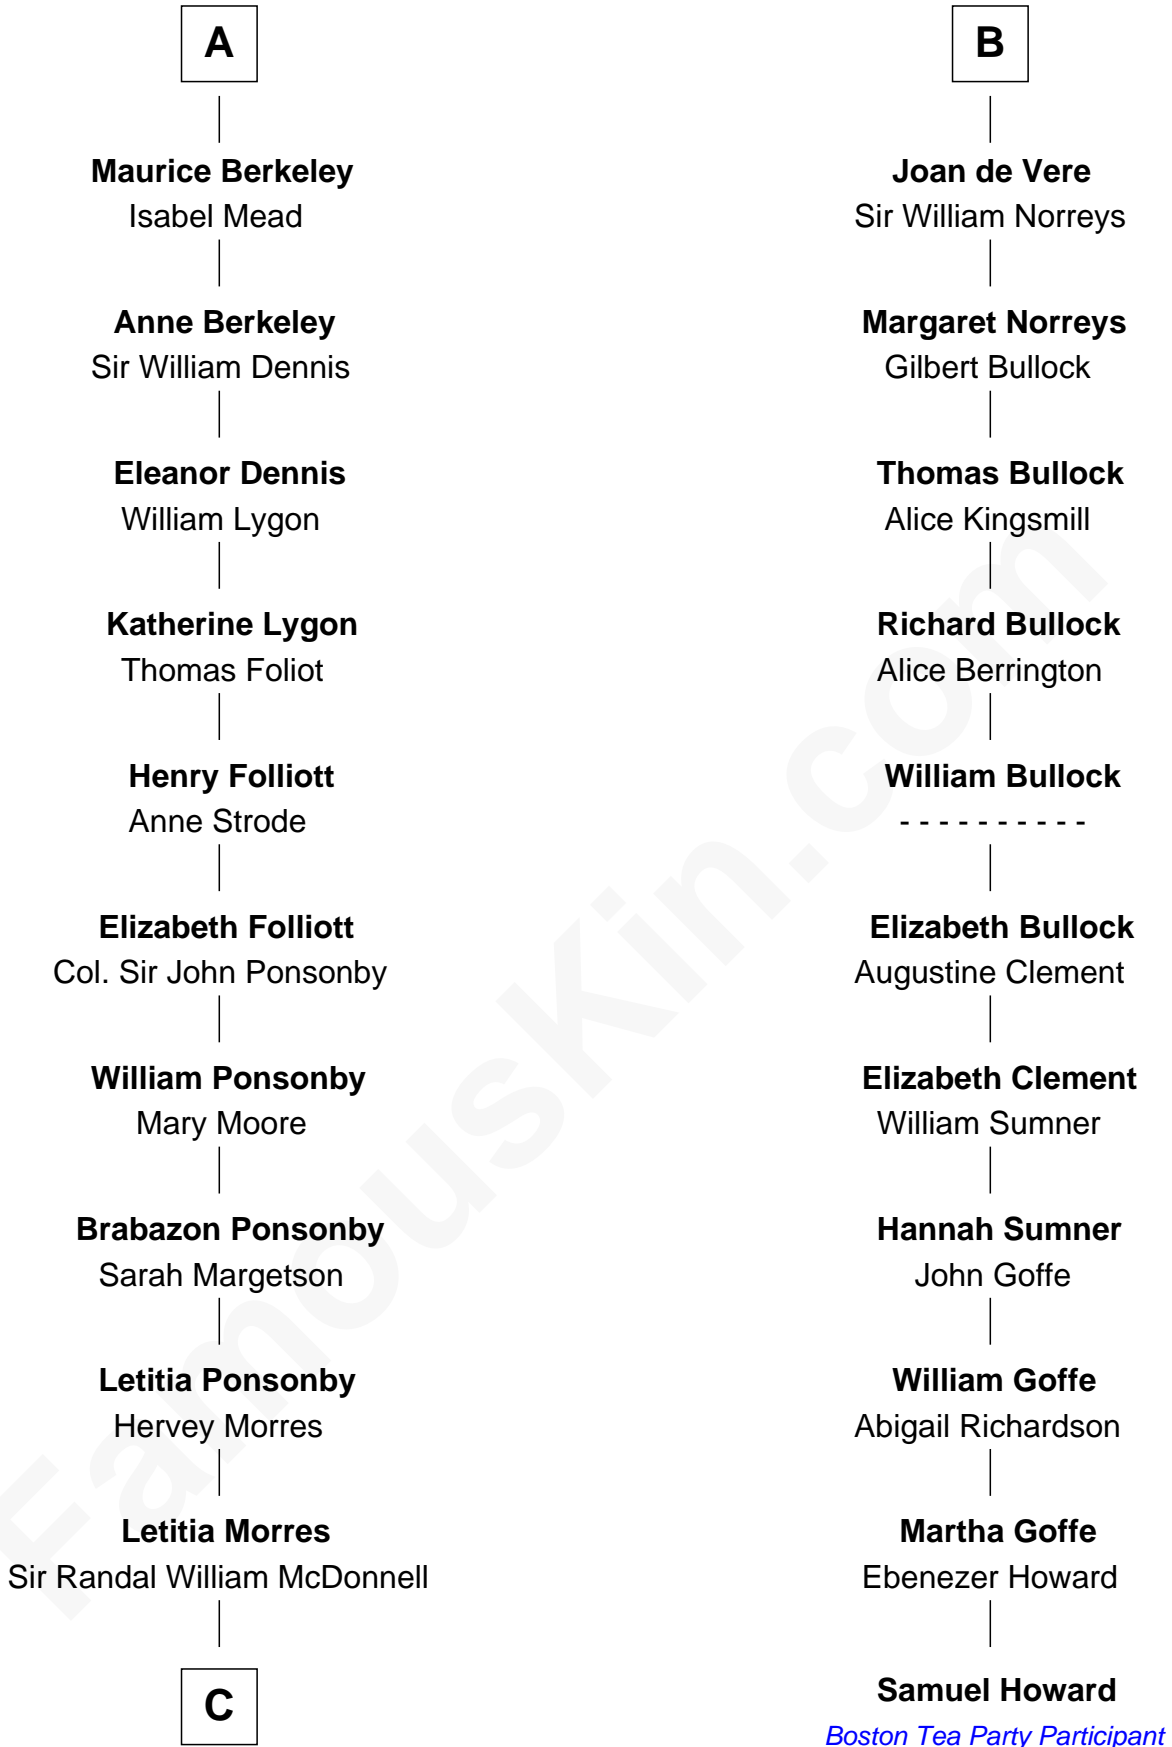 A
Maurice Berkeley
Isabel Mead
Anne Berkeley
Sir William Dennis
Eleanor Dennis
William Lygon
Katherine Lygon
Thomas Foliot
Henry Folliott
Anne Strode
Elizabeth Folliott
Col. Sir John Ponsonby
William Ponsonby
Mary Moore
Brabazon Ponsonby
Sarah Margetson
Letitia Ponsonby
Hervey Morres
Letitia Morres
Sir Randal William McDonnell
C
B
Joan de Vere
Sir William Norreys
Margaret Norreys
Gilbert Bullock
Thomas Bullock
Alice Kingsmill
Richard Bullock
Alice Berrington
William Bullock
- - - - - - - - - -
Elizabeth Bullock
Augustine Clement
Elizabeth Clement
William Sumner
Hannah Sumner
John Goffe
William Goffe
Abigail Richardson
Martha Goffe
Ebenezer Howard
Samuel Howard
Boston Tea Party Participant
FamousKin.com